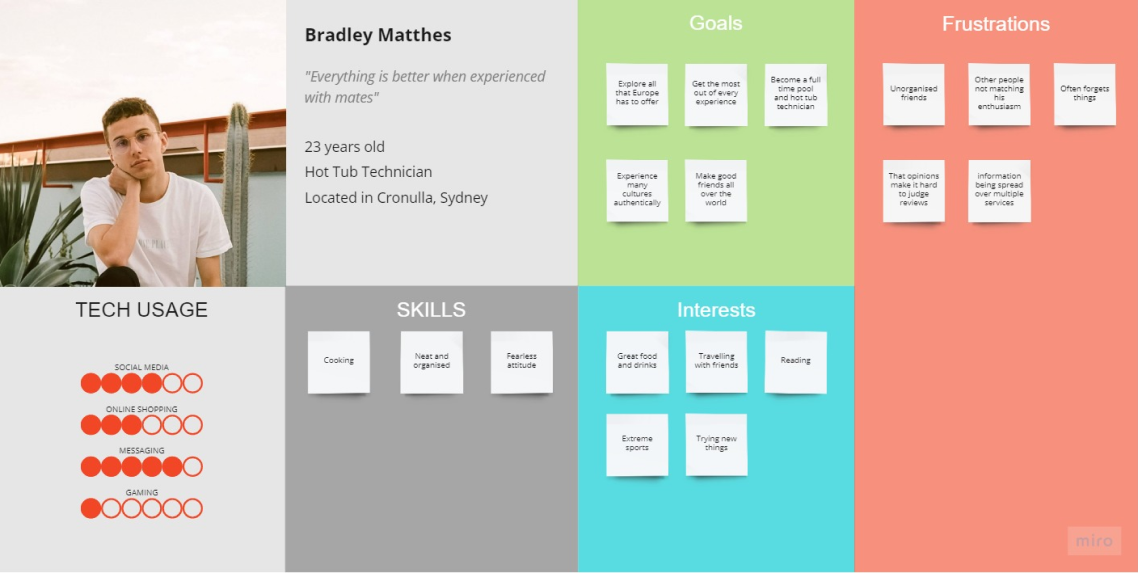 Bradley Matthes
"Everything is better when experienced
with mates"
23 years old
Hot Tub Technician
Located in Cronulla, Sydney
Goals
Explore all
that Europe
has to offer
Get the most
out of every
experience
Become a full
time pool
and hot tub
technician
Experience
many
cultures
authentically
Make good
friends all
over the
world
Frustrations
Unorganised
friends
Other people
not matching
his
enthusiasm
Often forgets
things
That opinions
make it hard
to judge
reviews
information
being spread
over multiple
services
TECH USAGE
SOCIAL MEDIA
ONLINE SHOPPING
MESSAGING
GAMING
SKILLS
Cooking
Neat and
organised
Fearless
attitude
Interests
Great food
and drinks
Travelling
with friends
Reading
Extreme
sports
Trying new
things
miro